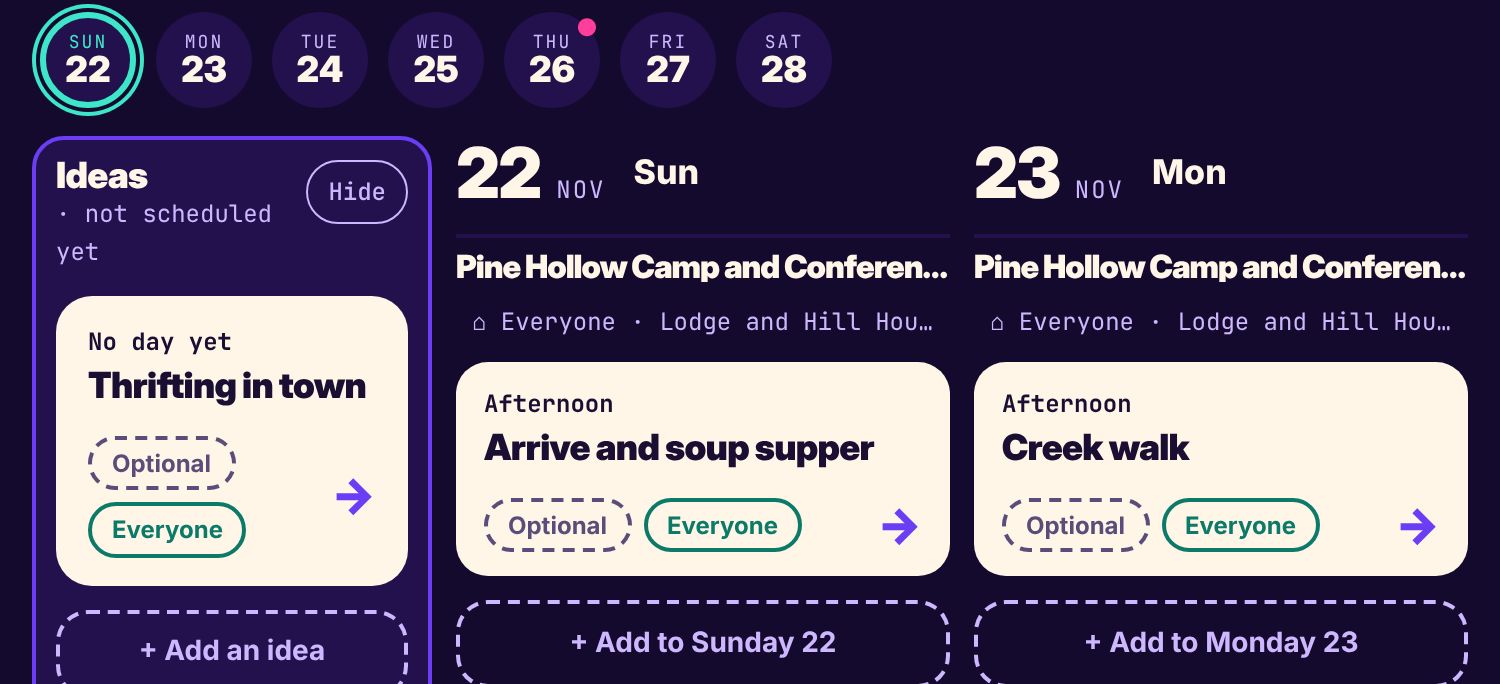 SUN
22
MON
23
TUE
24
WED
25
THU
26
FRI
27
SAT
28
Ideas
· not scheduled
yet
Hide
No day yet
Thrifting in town
Optional
Everyone
→
+ Add an idea
22 NOV Sun
Pine Hollow Camp and Conferen...
⌂ Everyone · Lodge and Hill Hou…
Afternoon
Arrive and soup supper
Optional Everyone →
+ Add to Sunday 22
23 NOV Mon
Pine Hollow Camp and Conferen...
⌂ Everyone · Lodge and Hill Hou…
Afternoon
Creek walk
Optional Everyone →
+ Add to Monday 23